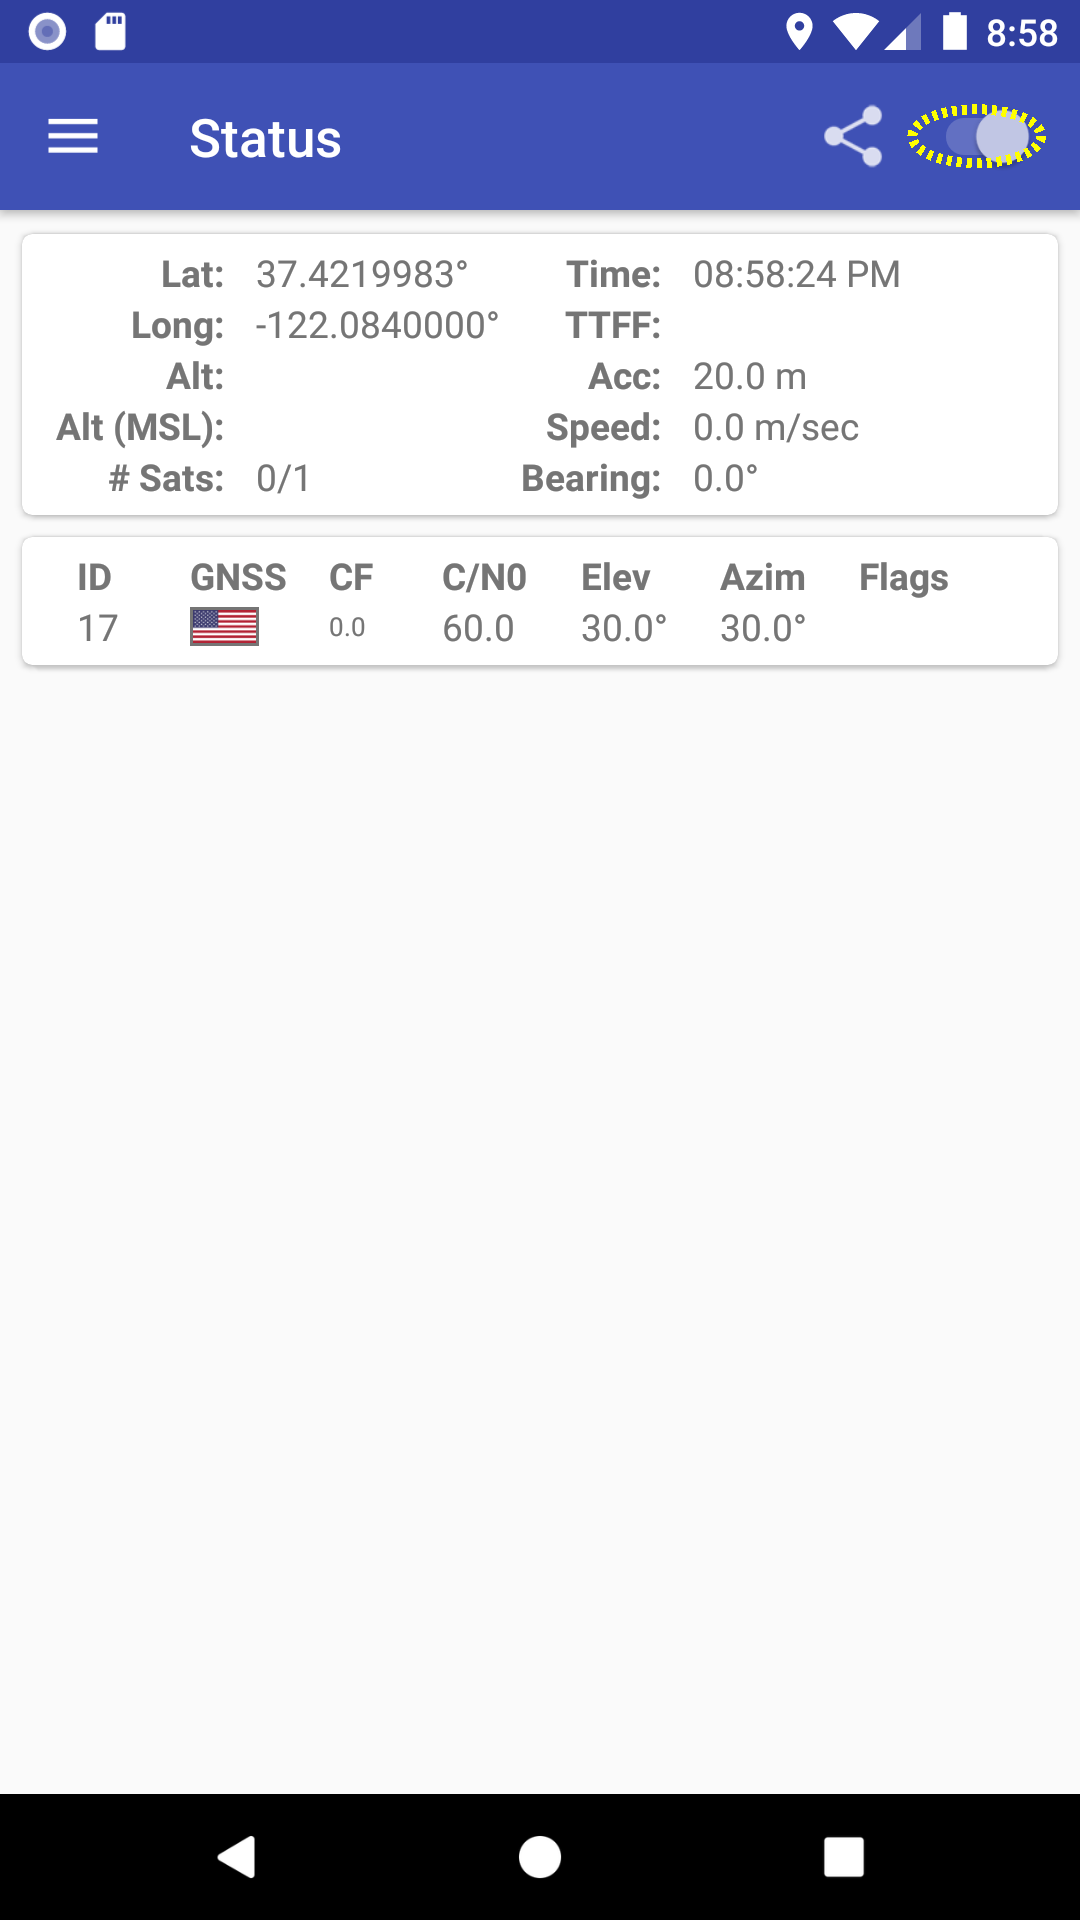 8:58
Status
Lat: 37.4219983° Time: 08:58:24 PM
Long: -122.0840000° TTFF:
Alt: Acc: 20.0 m
Alt (MSL): Speed: 0.0 m/sec
# Sats: 0/1 Bearing: 0.0°
ID GNSS CF C/N0 Elev Azim Flags
17 0.0 60.0 30.0° 30.0°